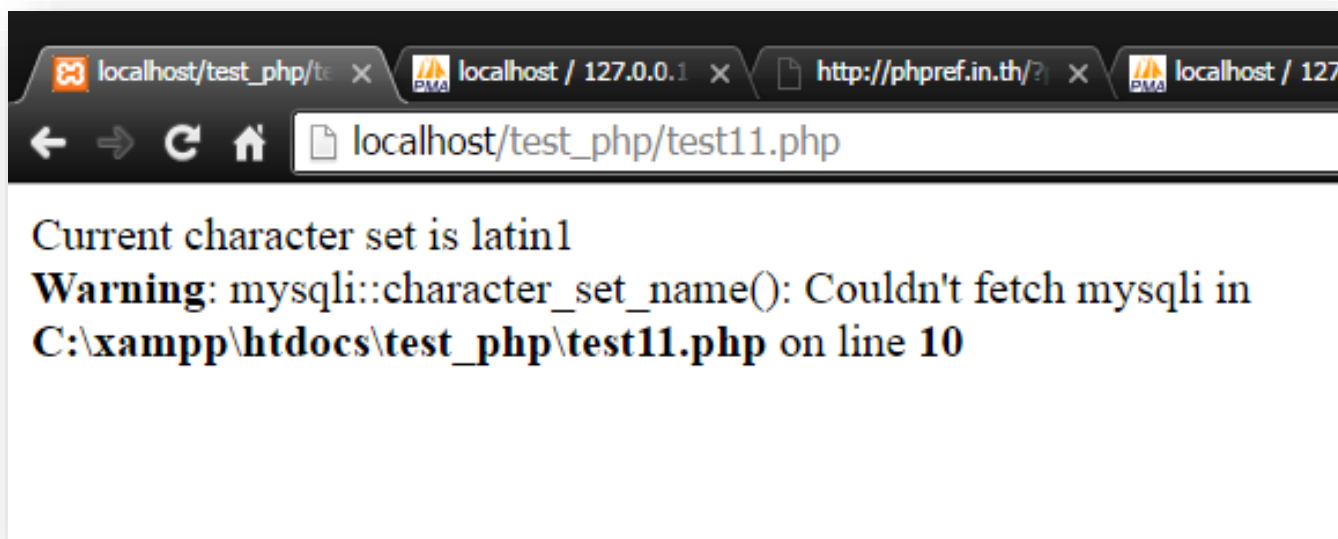 localhost/test_php/te
localhost / 127.0.0.1
http://phpref.in.th/?
localhost / 127
PMA
PMA
localhost/test_php/test11.php
Current character set is latin1
Warning: mysqli::character_set_name(): Couldn't fetch mysqli in
C:\xampp\htdocs\test_php\test11.php on line 10